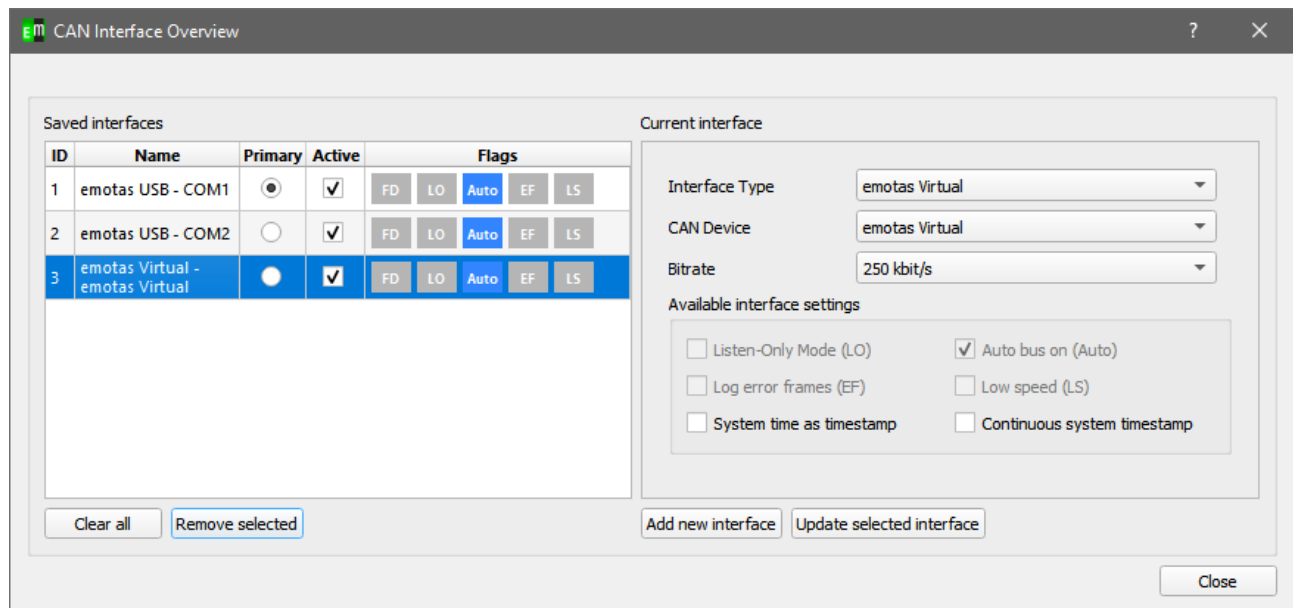 Em CAN Interface Overview ? ×
Saved interfaces
ID Name Primary Active Flags
1 emotas USB - COM1 FD LO Auto EF LS
2 emotas USB - COM2 FD LO Auto EF LS
3 emotas Virtual - emotas Virtual FD LO Auto EF LS
Clear all Remove selected
Current interface
Interface Type emotas Virtual
CAN Device emotas Virtual
Bitrate 250 kbit/s
Available interface settings
Listen-Only Mode (LO) Auto bus on (Auto)
Log error frames (EF) Low speed (LS)
System time as timestamp Continuous system timestamp
Add new interface Update selected interface
Close